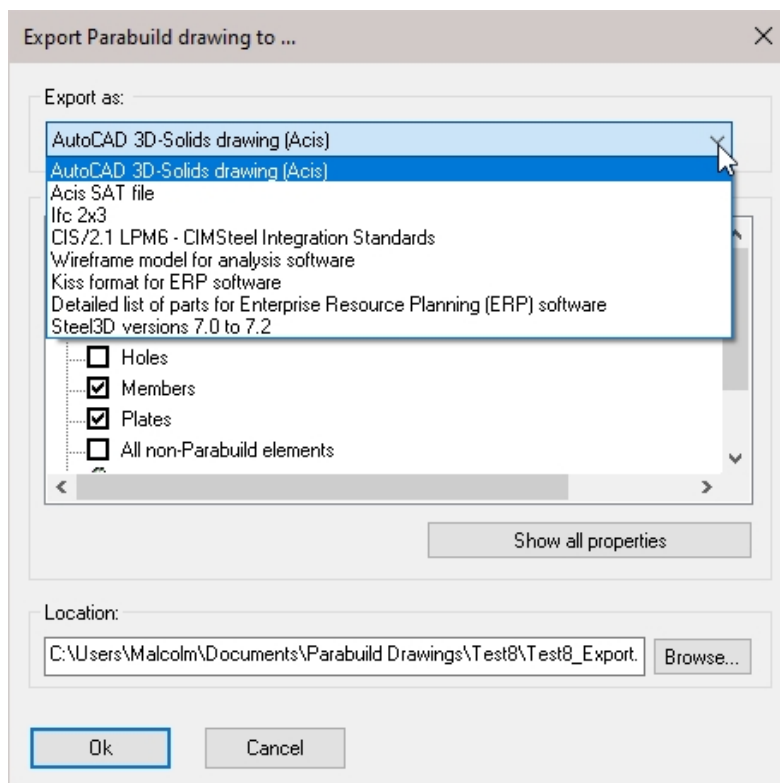 Export Parabuild drawing to ...
Export as:
AutoCAD 3D-Solids drawing (Acis)
AutoCAD 3D-Solids drawing (Acis)
Acis SAT file
Ifc 2x3
CIS/2.1 LPM6 - CIMSteel Integration Standards
Wireframe model for analysis software
Kiss format for ERP software
Detailed list of parts for Enterprise Resource Planning (ERP) software
Steel3D versions 7.0 to 7.2
Holes
Members
Plates
All non-Parabuild elements
Show all properties
Location:
C:\Users\Malcolm\Documents\Parabuild Drawings\Test8\Test8_Export.
Browse...
Ok
Cancel